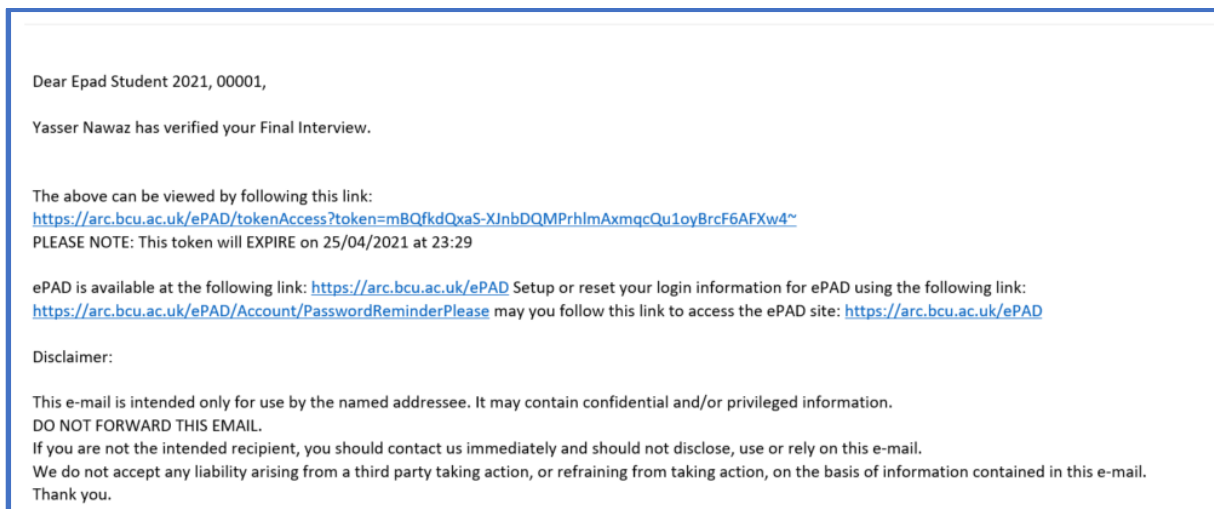 Dear Epad Student 2021, 00001,
Yasser Nawaz has verified your Final Interview.
The above can be viewed by following this link:
https://arc.bcu.ac.uk/ePAD/tokenAccess?token=mBQfkdQxaS-XJnbDQMPrhlmAxmqcQu1oyBrcF6AFXw4~
PLEASE NOTE: This token will EXPIRE on 25/04/2021 at 23:29
ePAD is available at the following link: https://arc.bcu.ac.uk/ePAD Setup or reset your login information for ePAD using the following link:
https://arc.bcu.ac.uk/ePAD/Account/PasswordReminderPlease may you follow this link to access the ePAD site: https://arc.bcu.ac.uk/ePAD
Disclaimer:
This e-mail is intended only for use by the named addressee. It may contain confidential and/or privileged information.
DO NOT FORWARD THIS EMAIL.
If you are not the intended recipient, you should contact us immediately and should not disclose, use or rely on this e-mail.
We do not accept any liability arising from a third party taking action, or refraining from taking action, on the basis of information contained in this e-mail.
Thank you.